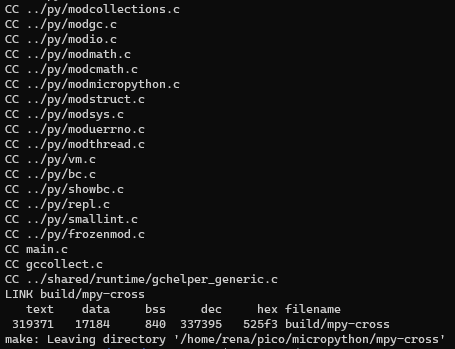 CC ../py/modcollections.c
CC ../py/modgc.c
CC ../py/modio.c
CC ../py/modmath.c
CC ../py/modcmath.c
CC ../py/modmicropython.c
CC ../py/modstruct.c
CC ../py/modsys.c
CC ../py/moduerrno.c
CC ../py/modthread.c
CC ../py/vm.c
CC ../py/bc.c
CC ../py/showbc.c
CC ../py/repl.c
CC ../py/smallint.c
CC ../py/frozenmod.c
CC main.c
CC gccollect.c
CC ../shared/runtime/gchelper_generic.c
LINK build/mpy-cross
   text    data     bss     dec     hex filename
 319371   17184     840  337395   525f3 build/mpy-cross
make: Leaving directory '/home/rena/pico/micropython/mpy-cross'